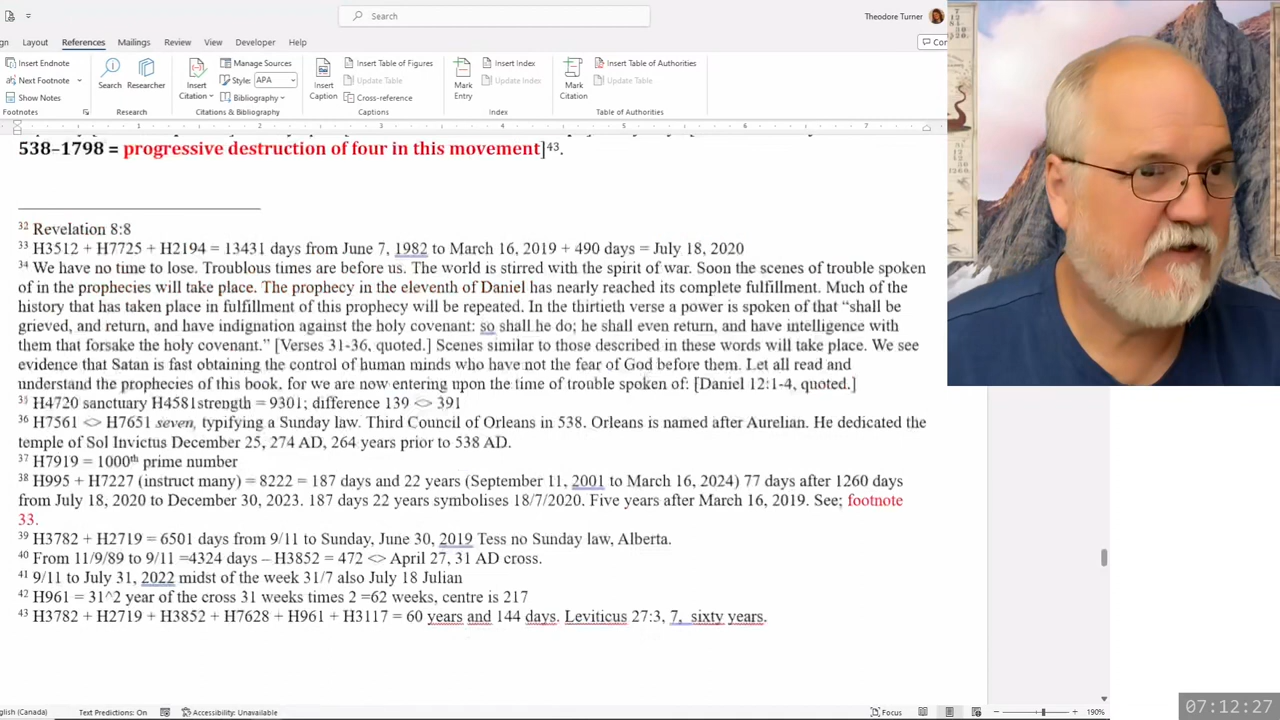 Search
Theodore Turner
gn Layout References Mailings Review View Developer Help
Insert Endnote
Next Footnote
Show Notes
Footnotes
Search
Researcher
Research
Insert
Citation
Manage Sources
Style: APA
Bibliography
Citations & Bibliography
Insert
Caption
Insert Table of Figures
Update Table
Cross-reference
Captions
Mark
Entry
Insert Index
Update Index
Index
Mark
Citation
Insert Table of Authorities
Update Table
Table of Authorities
538–1798 = progressive destruction of four in this movement]43.
32 Revelation 8:8
33 H3512 + H7725 + H2194 = 13431 days from June 7, 1982 to March 16, 2019 + 490 days = July 18, 2020
34 We have no time to lose. Troublous times are before us. The world is stirred with the spirit of war. Soon the scenes of trouble spoken
of in the prophecies will take place. The prophecy in the eleventh of Daniel has nearly reached its complete fulfillment. Much of the
history that has taken place in fulfillment of this prophecy will be repeated. In the thirtieth verse a power is spoken of that “shall be
grieved, and return, and have indignation against the holy covenant: so shall he do; he shall even return, and have intelligence with
them that forsake the holy covenant.” [Verses 31-36, quoted.] Scenes similar to those described in these words will take place. We see
evidence that Satan is fast obtaining the control of human minds who have not the fear of God before them. Let all read and
understand the prophecies of this book, for we are now entering upon the time of trouble spoken of: [Daniel 12:1-4, quoted.]
35 H4720 sanctuary H4581strength = 9301; difference 139 <> 391
36 H7561 <> H7651 seven, typifying a Sunday law. Third Council of Orleans in 538. Orleans is named after Aurelian. He dedicated the
temple of Sol Invictus December 25, 274 AD, 264 years prior to 538 AD.
37 H7919 = 1000th prime number
38 H995 + H7227 (instruct many) = 8222 = 187 days and 22 years (September 11, 2001 to March 16, 2024) 77 days after 1260 days
from July 18, 2020 to December 30, 2023. 187 days 22 years symbolises 18/7/2020. Five years after March 16, 2019. See; footnote
33.
39 H3782 + H2719 = 6501 days from 9/11 to Sunday, June 30, 2019 Tess no Sunday law, Alberta.
40 From 11/9/89 to 9/11 =4324 days – H3852 = 472 <> April 27, 31 AD cross.
41 9/11 to July 31, 2022 midst of the week 31/7 also July 18 Julian
42 H961 = 31^2 year of the cross 31 weeks times 2 =62 weeks, centre is 217
43 H3782 + H2719 + H3852 + H7628 + H961 + H3117 = 60 years and 144 days. Leviticus 27:3, 7, sixty years.
glish (Canada) Text Predictions: On Accessibility: Unavailable Focus 190%
07:12:27